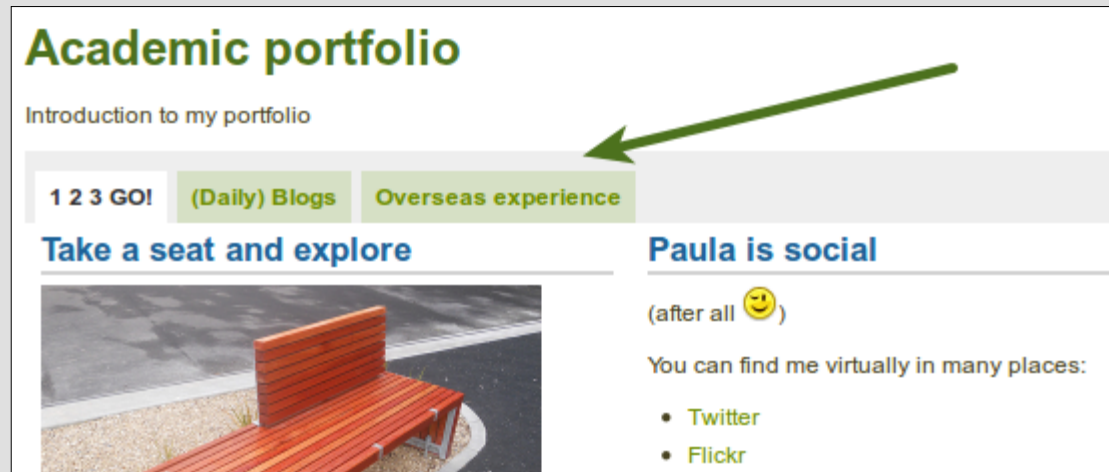 Academic portfolio
Introduction to my portfolio
1 2 3 GO!
(Daily) Blogs
Overseas experience
Take a seat and explore
Paula is social
(after all )
You can find me virtually in many places:
Twitter
Flickr